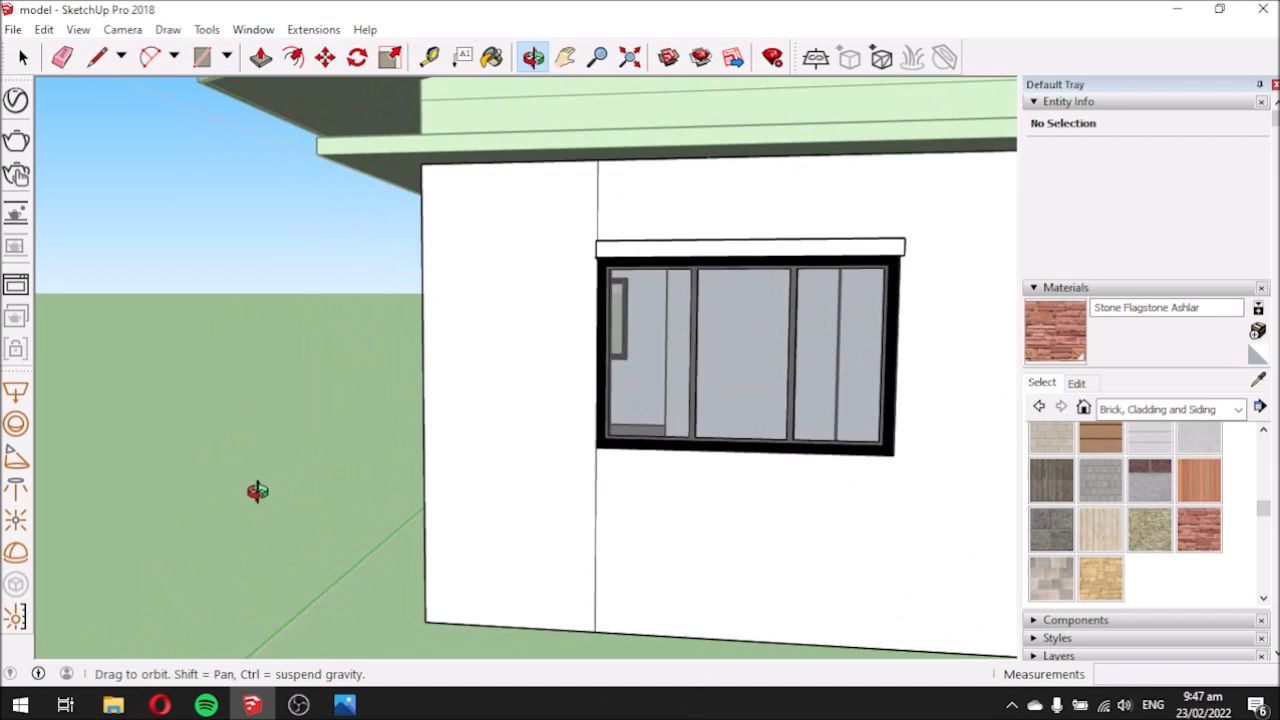 model - SketchUp Pro 2018
File Edit View Camera Draw Tools Window Extensions Help
A1
Default Tray
Entity Info
No Selection
Materials
Stone Flagstone Ashlar
Select Edit
Brick, Cladding and Siding
Components
Styles
Layers
Drag to orbit. Shift = Pan, Ctrl = suspend gravity.
Measurements
ENG
9:47 am
23/02/2022
6